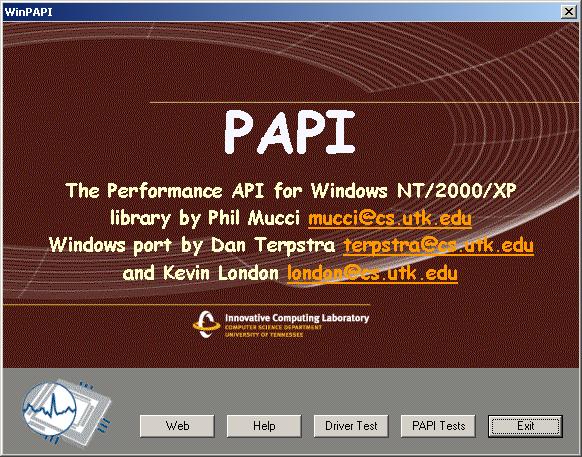 WinPAPI
PAPI
The Performance API for Windows NT/2000/XP
library by Phil Mucci mucci@cs.utk.edu
Windows port by Dan Terpstra terpstra@cs.utk.edu
and Kevin London london@cs.utk.edu
Innovative Computing Laboratory
COMPUTER SCIENCE DEPARTMENT
UNIVERSITY OF TENNESSEE
Web Help Driver Test PAPI Tests Exit